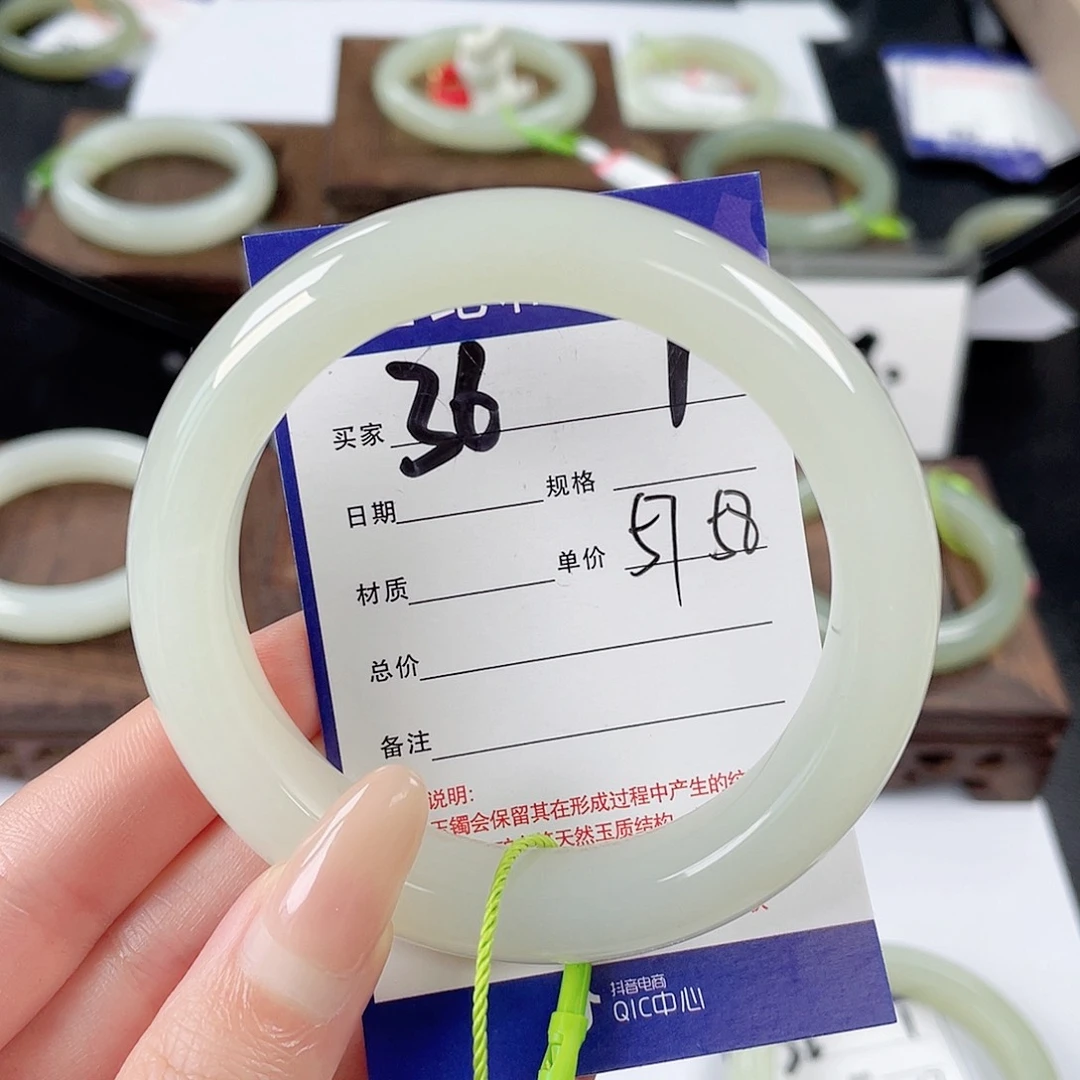 买家 36 1
日期 规格
材质 单价 57 58
总价
备注
说明:
玉镯会保留其在形成过程中产生的纹
天然玉质结构
抖音电商
QIC中心